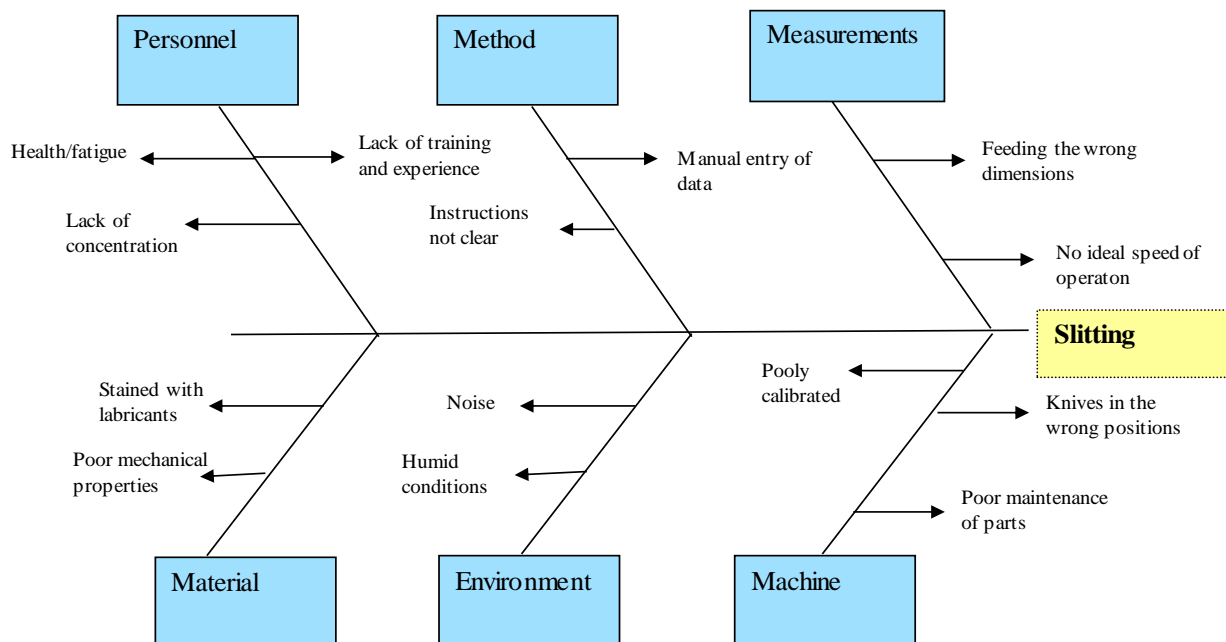 Personnel
Method
Measurements
Health/fatigue
Lack of training
and experience
Manual entry of
data
Feeding the wrong
dimensions
Lack of
concentration
Instructions
not clear
No ideal speed of
operaton
Slitting
Stained with
labricants
Noise
Pooly
calibrated
Knives in the
wrong positions
Poor mechanical
properties
Humid
conditions
Poor maintenance
of parts
Material
Environment
Machine